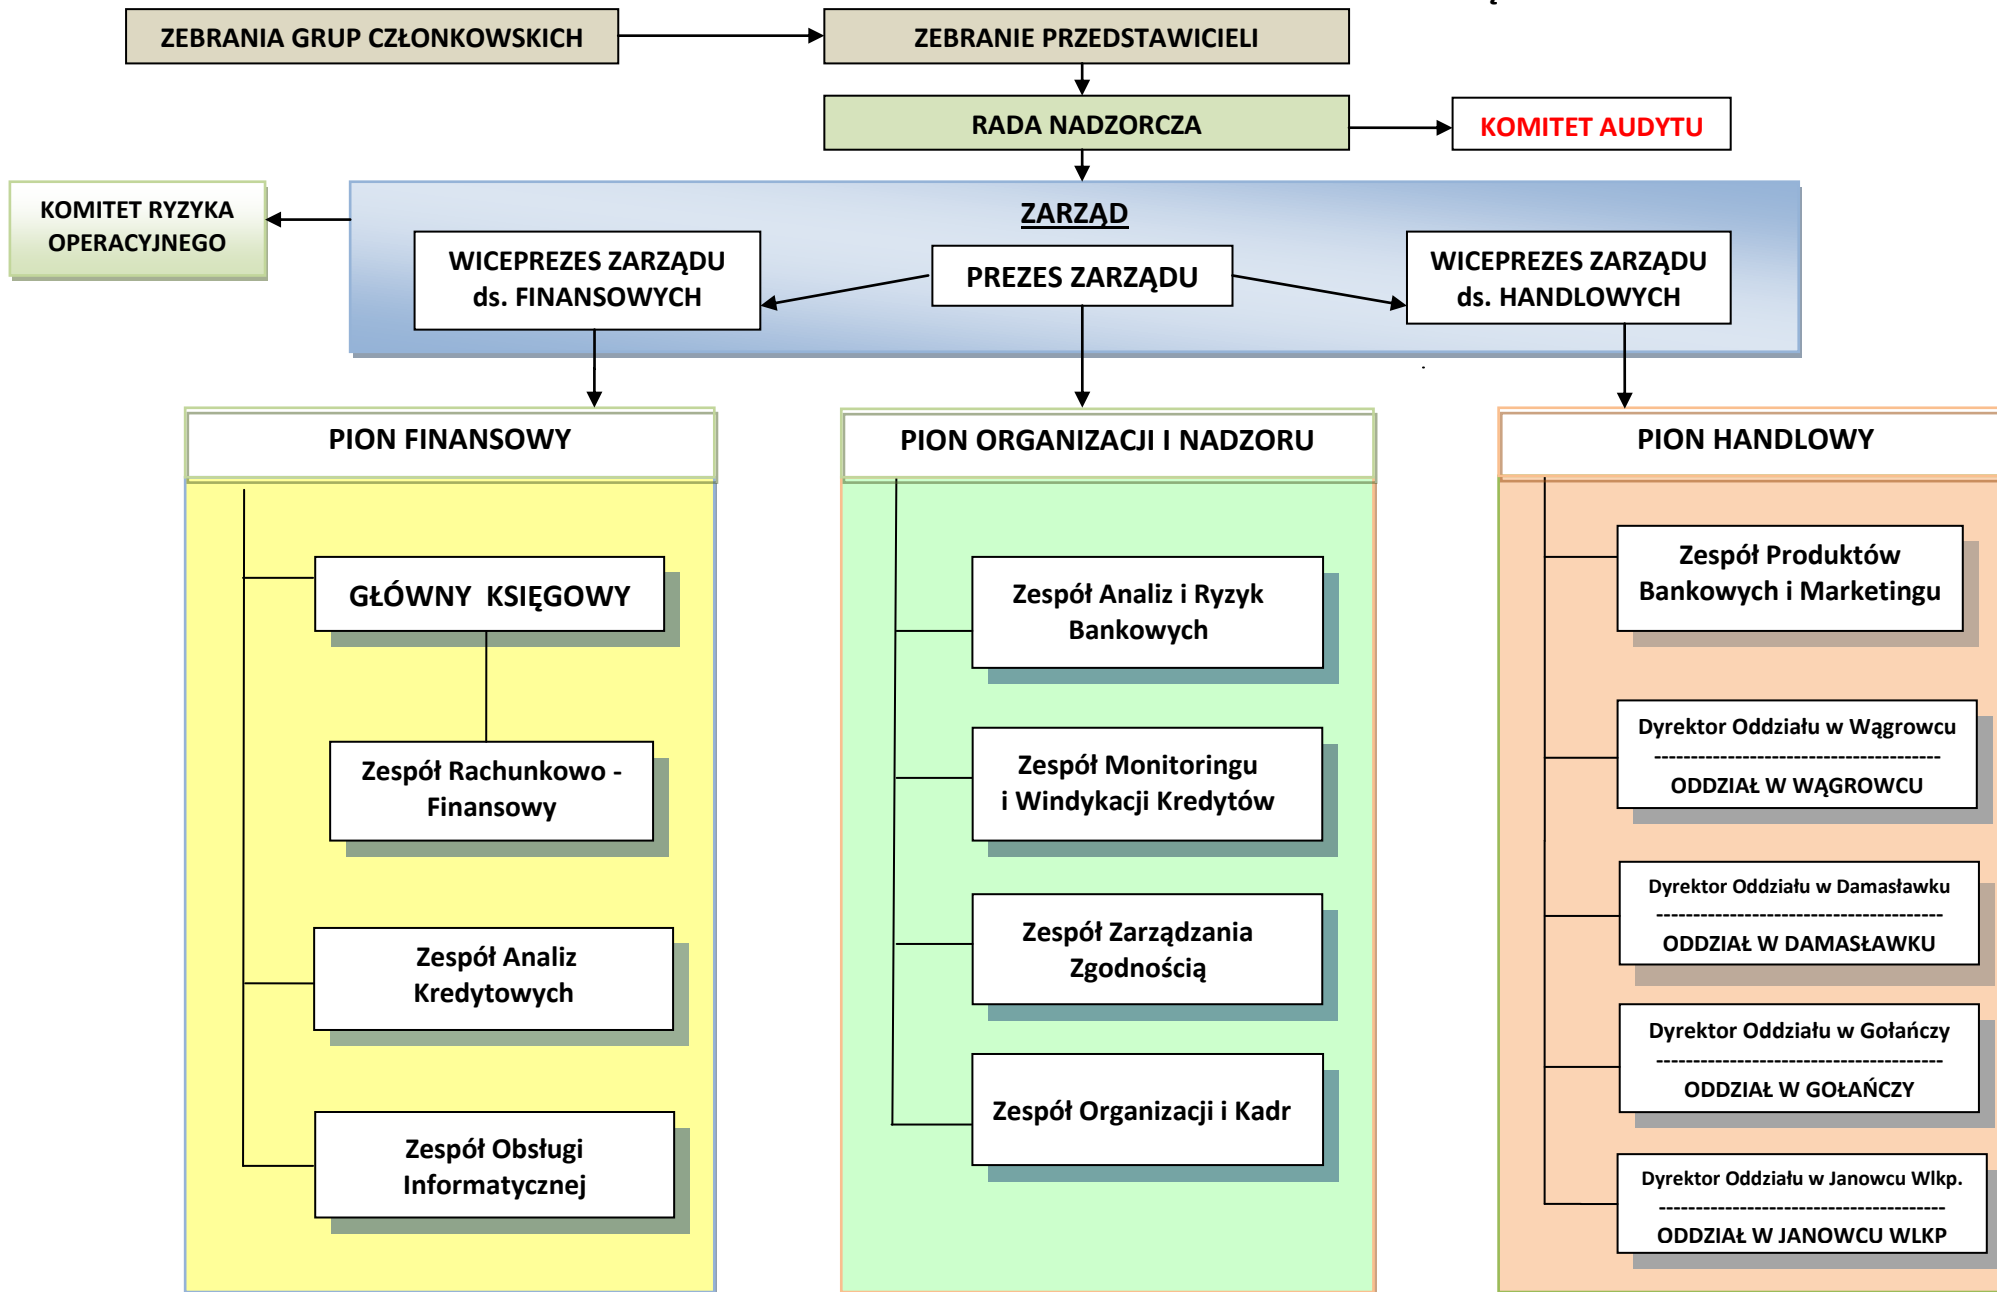 ZEBRANIA GRUP CZŁONKOWSKICH
ZEBRANIE PRZEDSTAWICIELI
RADA NADZORCZA
KOMITET AUDYTU
KOMITET RYZYKA
OPERACYJNEGO
ZARZĄD
WICEPREZES ZARZĄDU
ds. FINANSOWYCH
PREZES ZARZĄDU
WICEPREZES ZARZĄDU
ds. HANDLOWYCH
PION FINANSOWY
GŁÓWNY KSIĘGOWY
Zespół Rachunkowo -
Finansowy
Zespół Analiz
Kredytowych
Zespół Obsługi
Informatycznej
PION ORGANIZACJI I NADZORU
Zespół Analiz i Ryzyk
Bankowych
Zespół Monitoringu
i Windykacji Kredytów
Zespół Zarządzania
Zgodnością
Zespół Organizacji i Kadr
PION HANDLOWY
Zespół Produktów
Bankowych i Marketingu
Dyrektor Oddziału w Wągrowcu
---------------------------------------
ODDZIAŁ W WĄGROWCU
Dyrektor Oddziału w Damasławku
---------------------------------------
ODDZIAŁ W DAMASŁAWKU
Dyrektor Oddziału w Gołańczy
---------------------------------------
ODDZIAŁ W GOŁAŃCZY
Dyrektor Oddziału w Janowcu Wlkp.
---------------------------------------
ODDZIAŁ W JANOWCU WLKP